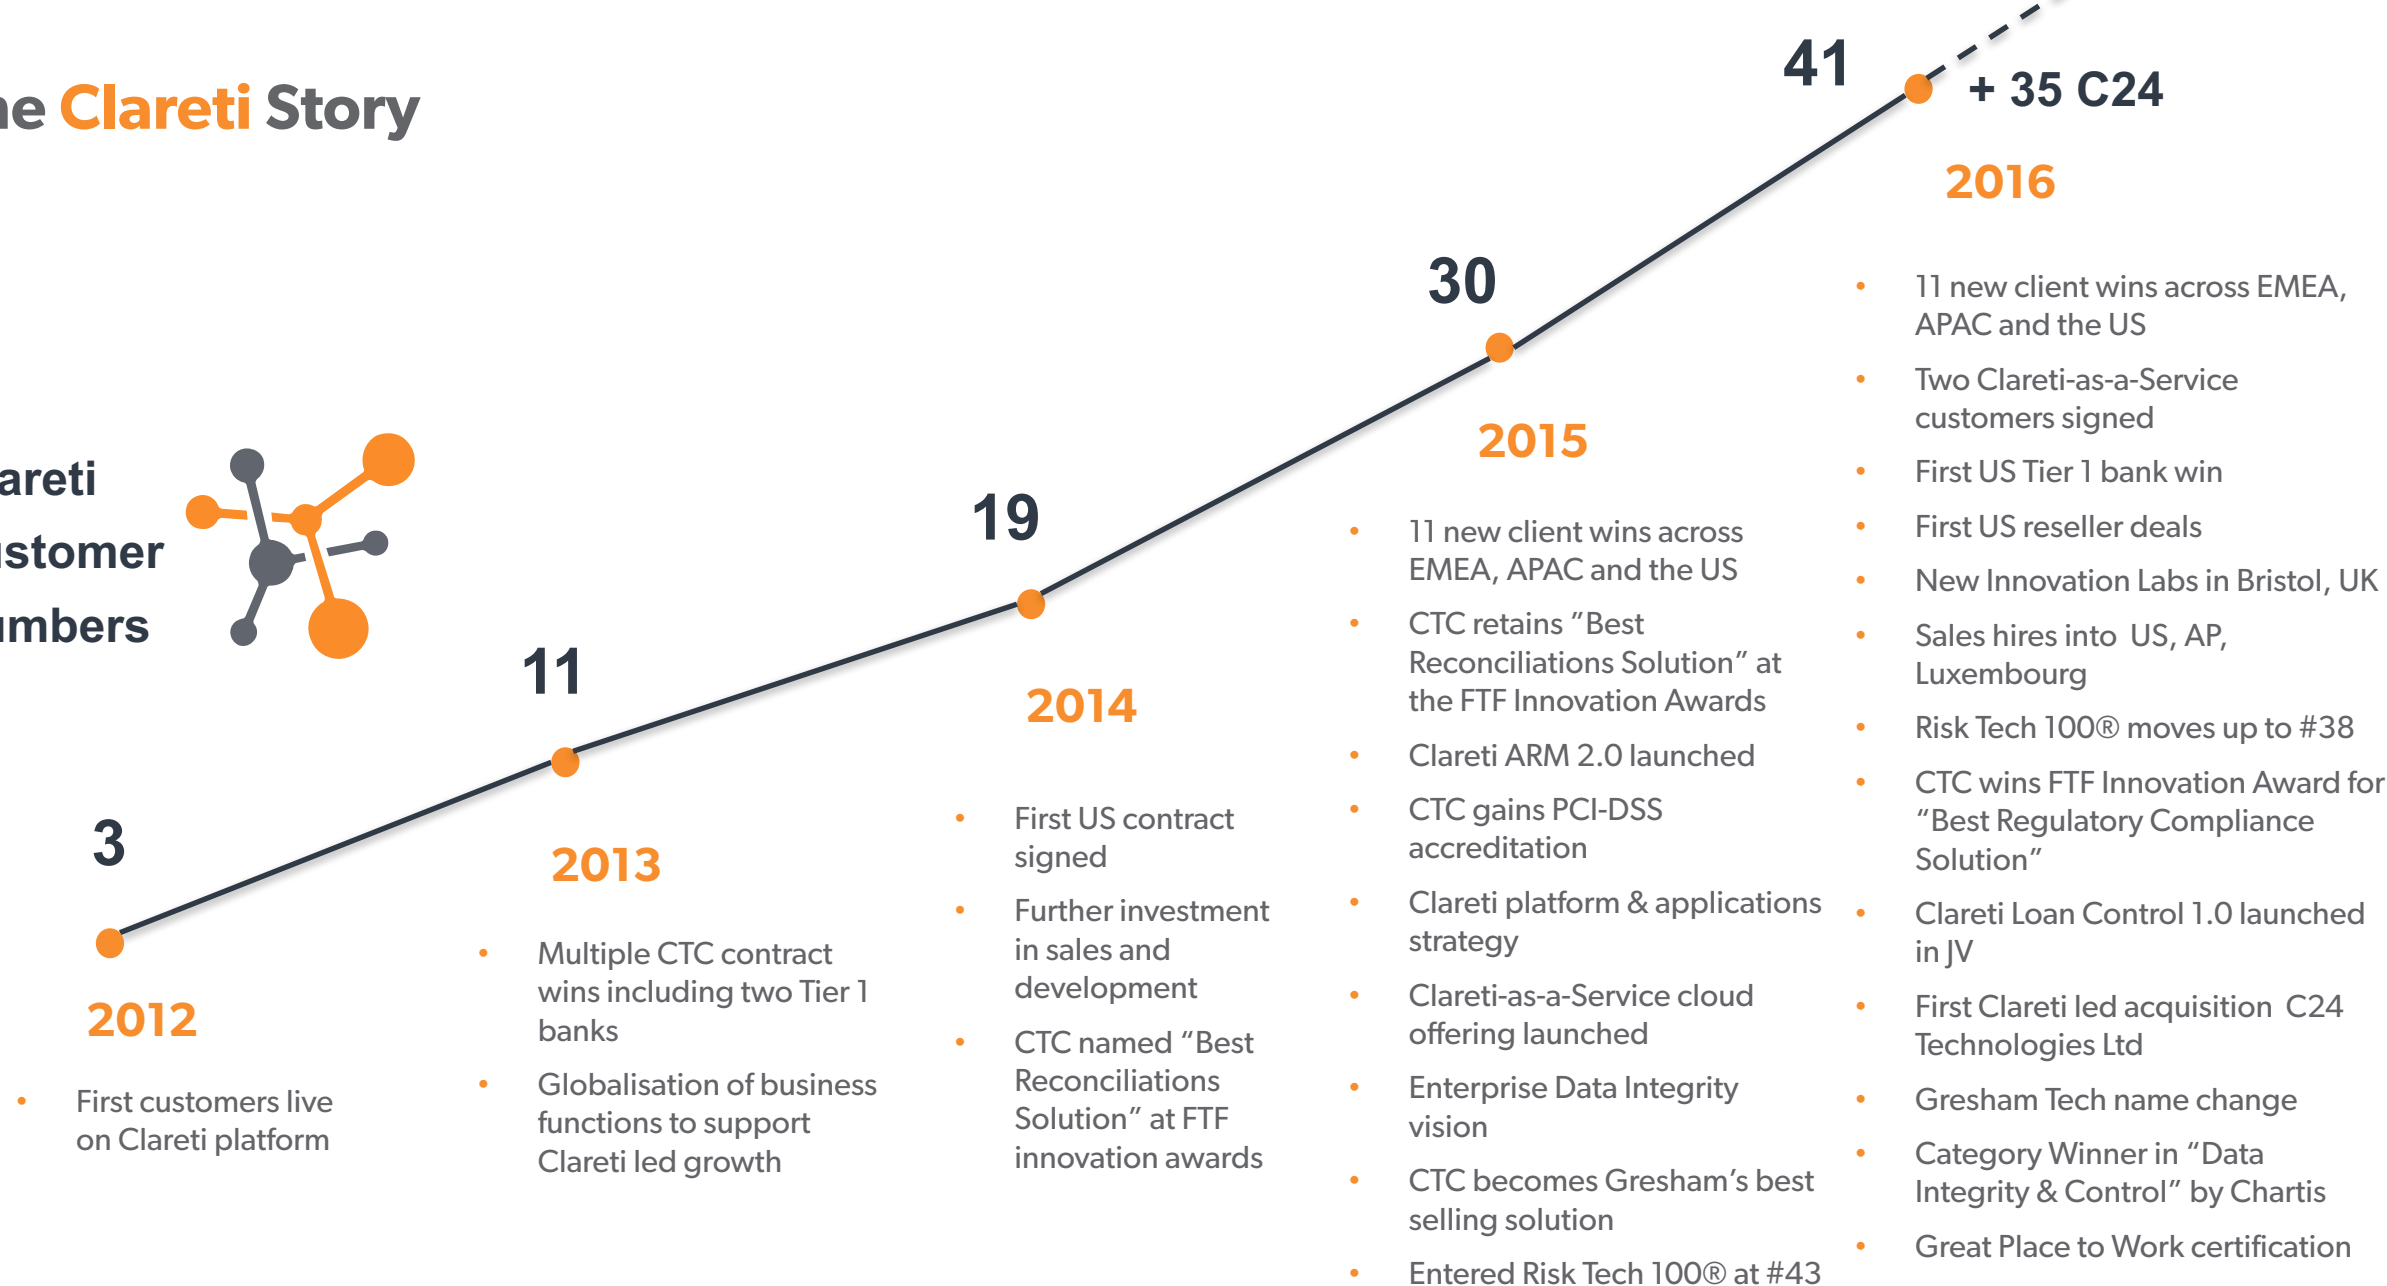 ne Clareti Story
areti
ustomer
umbers
3
2012
• First customers live
on Clareti platform
11
2013
• Multiple CTC contract
wins including two Tier 1
banks
• Globalisation of business
functions to support
Clareti led growth
19
2014
• First US contract
signed
• Further investment
in sales and
development
• CTC named “Best
Reconciliations
Solution” at FTF
innovation awards
30
2015
• 11 new client wins across
EMEA, APAC and the US
• CTC retains ”Best
Reconciliations Solution” at
the FTF Innovation Awards
• Clareti ARM 2.0 launched
• CTC gains PCI-DSS
accreditation
• Clareti platform & applications
strategy
• Clareti-as-a-Service cloud
offering launched
• Enterprise Data Integrity
vision
• CTC becomes Gresham’s best
selling solution
• Entered Risk Tech 100® at #43
41
+ 35 C24
2016
• 11 new client wins across EMEA,
APAC and the US
• Two Clareti-as-a-Service
customers signed
• First US Tier 1 bank win
• First US reseller deals
• New Innovation Labs in Bristol, UK
• Sales hires into US, AP,
Luxembourg
• Risk Tech 100® moves up to #38
• CTC wins FTF Innovation Award for
“Best Regulatory Compliance
Solution”
• Clareti Loan Control 1.0 launched
in JV
• First Clareti led acquisition C24
Technologies Ltd
• Gresham Tech name change
• Category Winner in “Data
Integrity & Control” by Chartis
• Great Place to Work certification